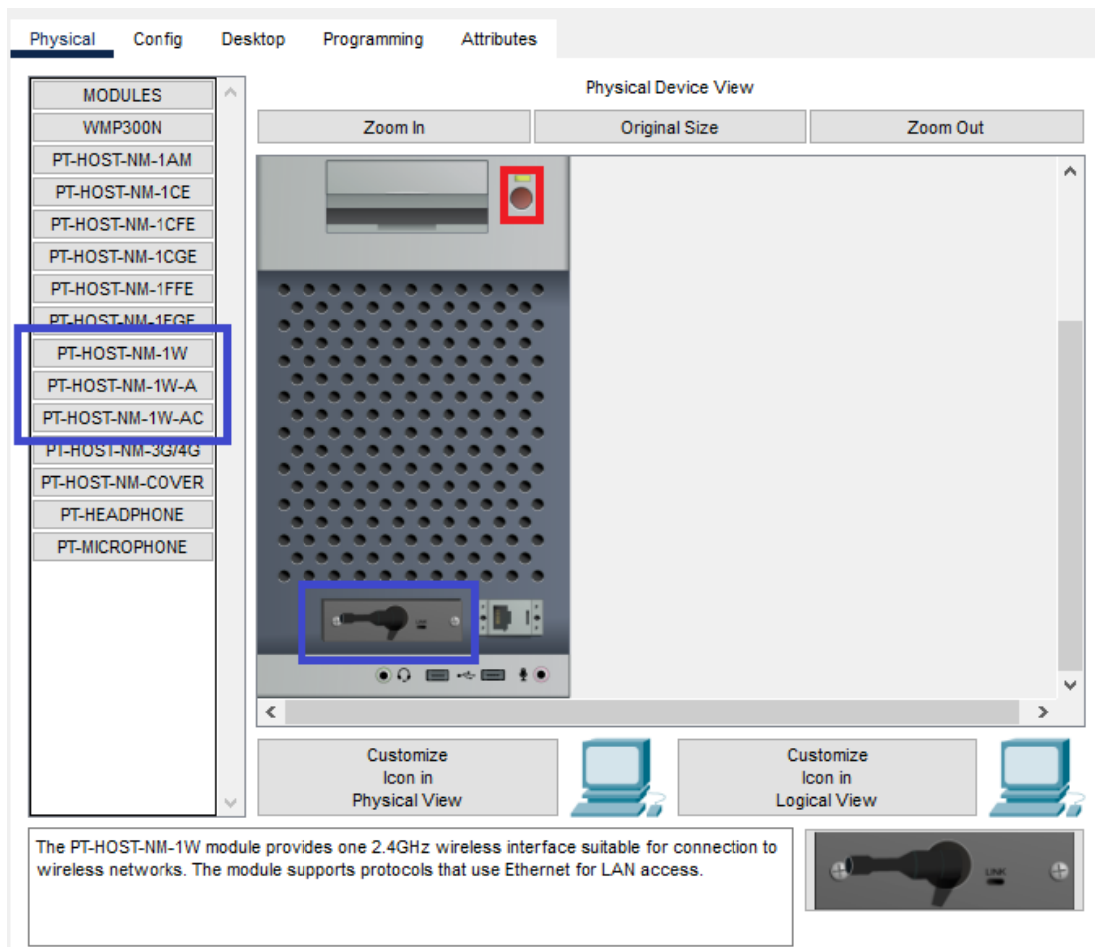 Physical Config Desktop Programming Attributes
MODULES
WMP300N
PT-HOST-NM-1AM
PT-HOST-NM-1CE
PT-HOST-NM-1CFE
PT-HOST-NM-1CGE
PT-HOST-NM-1FFE
PT-HOST-NM-1FGE
PT-HOST-NM-1W
PT-HOST-NM-1W-A
PT-HOST-NM-1W-AC
PT-HOST-NM-3G/4G
PT-HOST-NM-COVER
PT-HEADPHONE
PT-MICROPHONE
Physical Device View
Zoom In Original Size Zoom Out
Customize
Icon in
Physical View
Customize
Icon in
Logical View
The PT-HOST-NM-1W module provides one 2.4GHz wireless interface suitable for connection to
wireless networks. The module supports protocols that use Ethernet for LAN access.
LINK